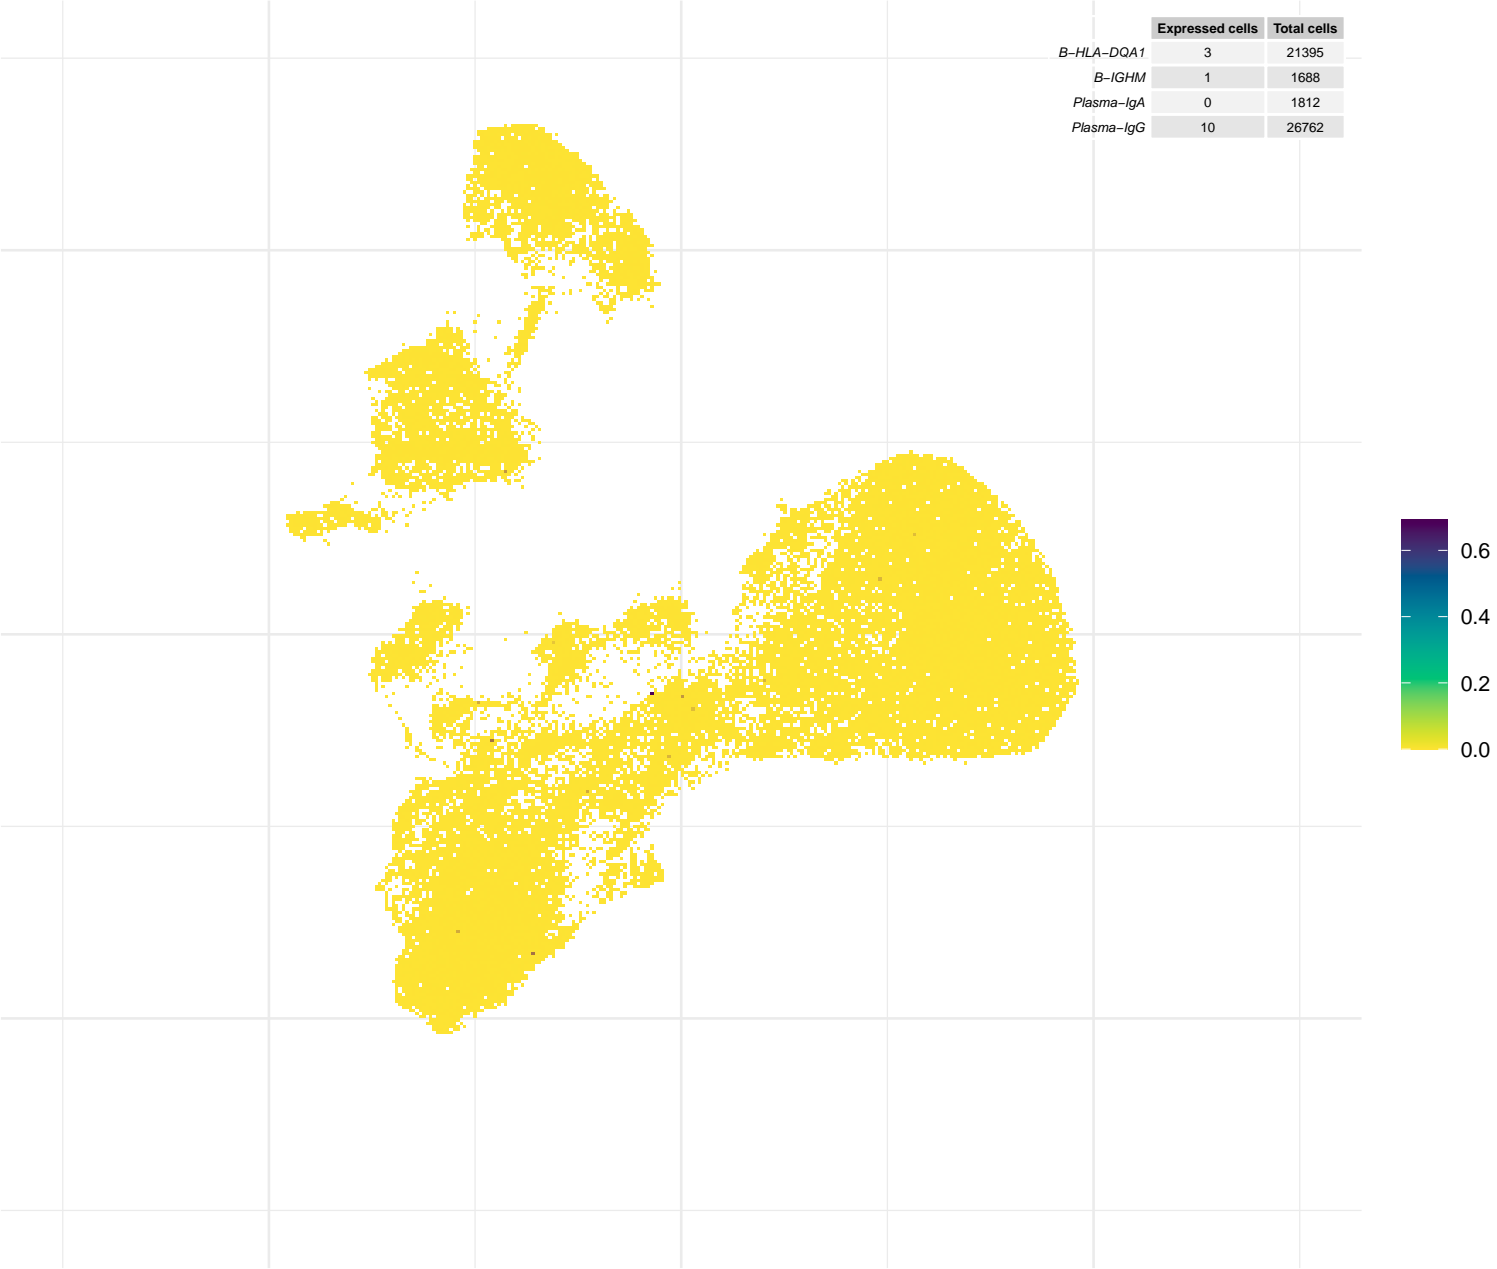 Expressed cells Total cells
B−HLA−DQA1 3 21395
B−IGHM 1 1688
Plasma−IgA 0 1812
Plasma−IgG 10 26762
0.6
0.4
0.2
0.0